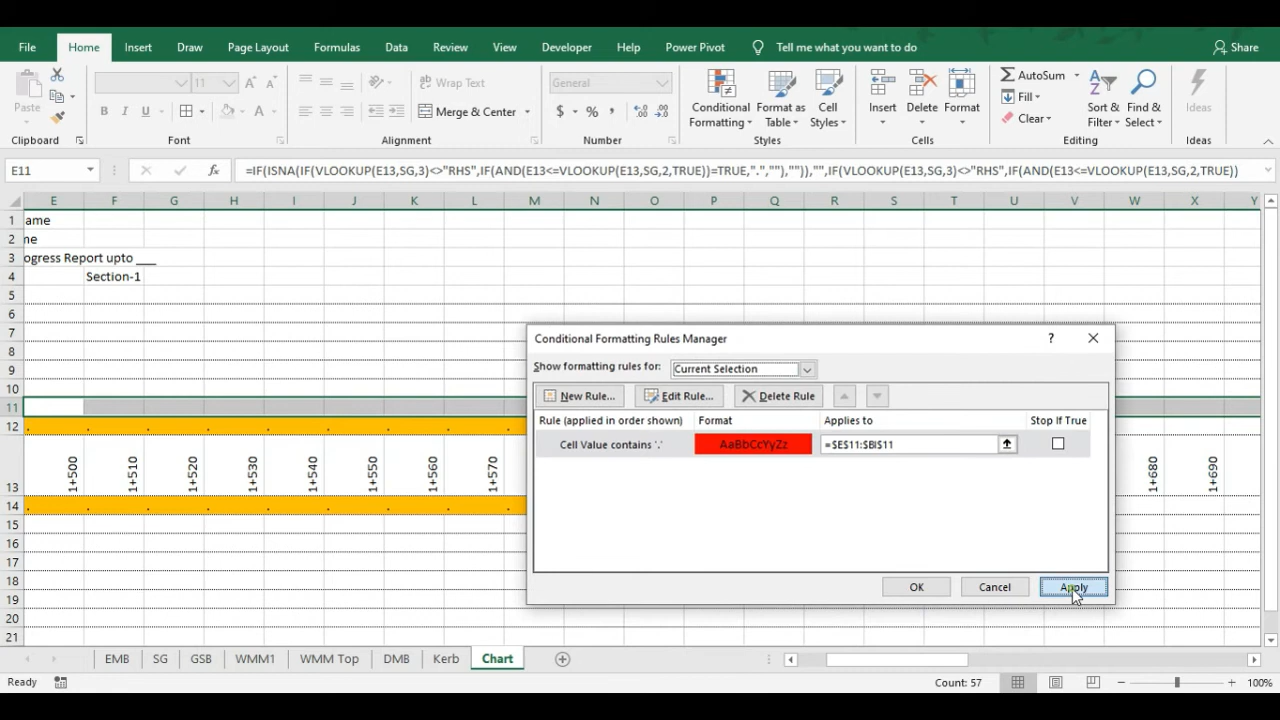 File Home Insert Draw Page Layout Formulas Data Review View Developer Help Power Pivot Tell me what you want to do Share
Paste 11 A A Wrap Text General AutoSum
B I U A Merge & Center $ % , Conditional Formatting Format as Table Cell Styles Insert Delete Format Fill Clear Sort & Filter Find & Select Ideas
Clipboard Font Alignment Number Styles Cells Editing Ideas
E11 fx =IF(ISNA(IF(VLOOKUP(E13,SG,3)<>"RHS",IF(AND(E13<=VLOOKUP(E13,SG,2,TRUE))=TRUE,".",""),"")),"",IF(VLOOKUP(E13,SG,3)<>"RHS",IF(AND(E13<=VLOOKUP(E13,SG,2,TRUE))
E F G H I J K L M N O P Q R S T U V W X Y
1 ame
2 me
3 ogress Report upto ___
4 Section-1
5
6
7
8
9
10
11
12 . . . . . . . . .
13 1+500 1+510 1+520 1+530 1+540 1+550 1+560 1+570 1+680 1+690
14 . . . . . . . . .
15
16
17
18
19
20
21
Conditional Formatting Rules Manager ?
Show formatting rules for: Current Selection
New Rule... Edit Rule... Delete Rule
Rule (applied in order shown) Format Applies to Stop If True
Cell Value contains '.' AaBbCcYyZz =$E$11:$BI$11
OK Cancel Apply
EMB SG GSB WMM1 WMM Top DMB Kerb Chart
Ready Count: 57 100%